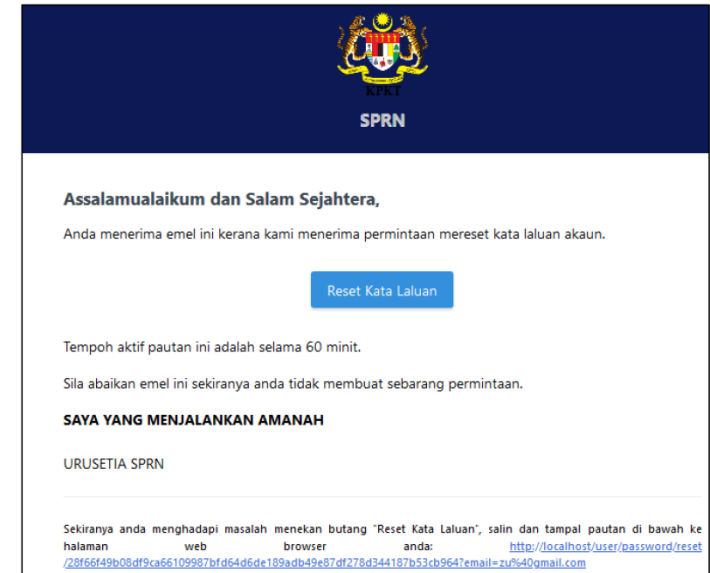 KPKT
SPRN
Assalamualaikum dan Salam Sejahtera,
Anda menerima emel ini kerana kami menerima permintaan mereset kata laluan akaun.
Reset Kata Laluan
Tempoh aktif pautan ini adalah selama 60 minit.
Sila abaikan emel ini sekiranya anda tidak membuat sebarang permintaan.
SAYA YANG MENJALANKAN AMANAH
URUSETIA SPRN
Sekiranya anda menghadapi masalah menekan butang "Reset Kata Laluan", salin dan tampal pautan di bawah ke
halaman web browser anda: http://localhost/user/password/reset
/28f66f49b08df9ca66109987bfd64d6de189adb49e87df278d344187b53cb964?email=zu%40gmail.com